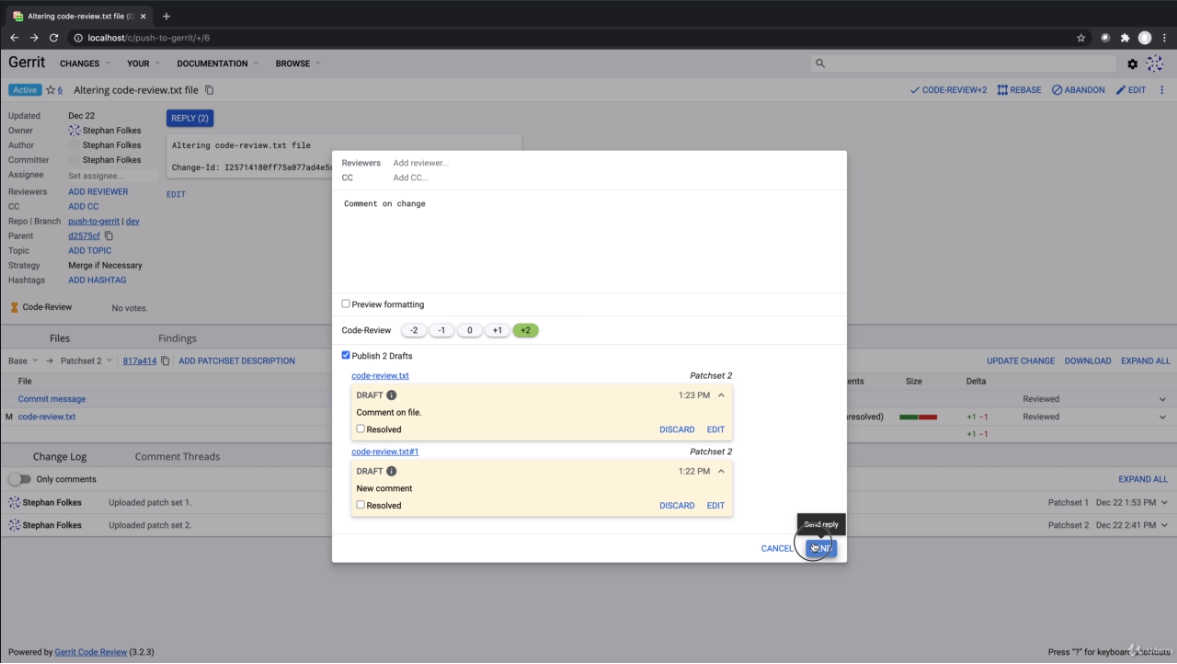 Altering code-review.txt file (
localhost/c/push-to-gerrit/+/6
Gerrit CHANGES YOUR DOCUMENTATION BROWSE
Active 6 Altering code-review.txt file
CODE-REVIEW+2 REBASE ABANDON EDIT
Updated Dec 22
Owner Stephan Folkes
Author Stephan Folkes
Committer Stephan Folkes
Assignee Set assignee...
Reviewers ADD REVIEWER
CC ADD CC
Repo | Branch push-to-gerrit | dev
Parent d2575cf
Topic ADD TOPIC
Strategy Merge if Necessary
Hashtags ADD HASHTAG
Code-Review No votes.
REPLY (2)
Altering code-review.txt file
Change-Id: I25714180ff75a077ad4e5
EDIT
Reviewers Add reviewer...
CC Add CC...
Comment on change
Preview formatting
Code-Review -2 -1 0 +1 +2
Publish 2 Drafts
code-review.txt Patchset 2
DRAFT 1:23 PM
Comment on file.
Resolved DISCARD EDIT
code-review.txt#1 Patchset 2
DRAFT 1:22 PM
New comment
Resolved DISCARD EDIT
Send reply
CANCEL SEND
Files Findings
Base → Patchset 2 817a414 ADD PATCHSET DESCRIPTION
UPDATE CHANGE DOWNLOAD EXPAND ALL
File ents Size Delta
Commit message Reviewed
M code-review.txt resolved) +1 -1 Reviewed
+1 -1
Change Log Comment Threads
Only comments EXPAND ALL
Stephan Folkes Uploaded patch set 1. Patchset 1 Dec 22 1:53 PM
Stephan Folkes Uploaded patch set 2. Patchset 2 Dec 22 2:41 PM
Powered by Gerrit Code Review (3.2.3)
Press "?" for keyboard shortcuts